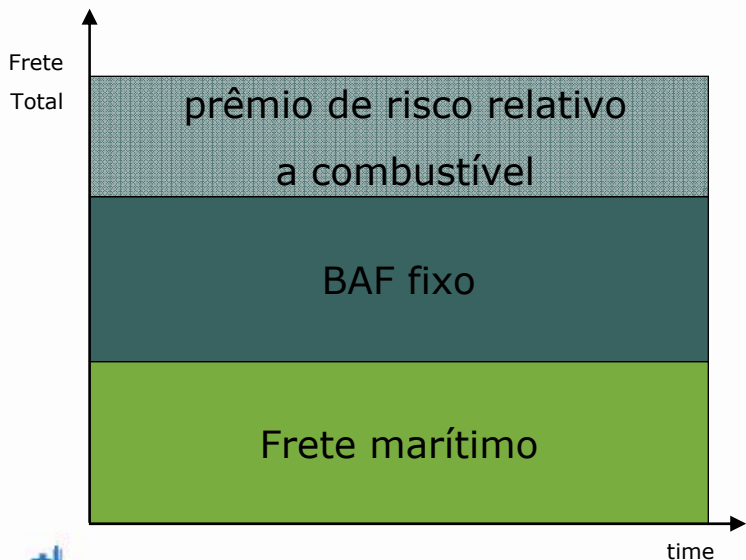 Frete
Total
prêmio de risco relativo
a combustível
BAF fixo
Frete marítimo
time